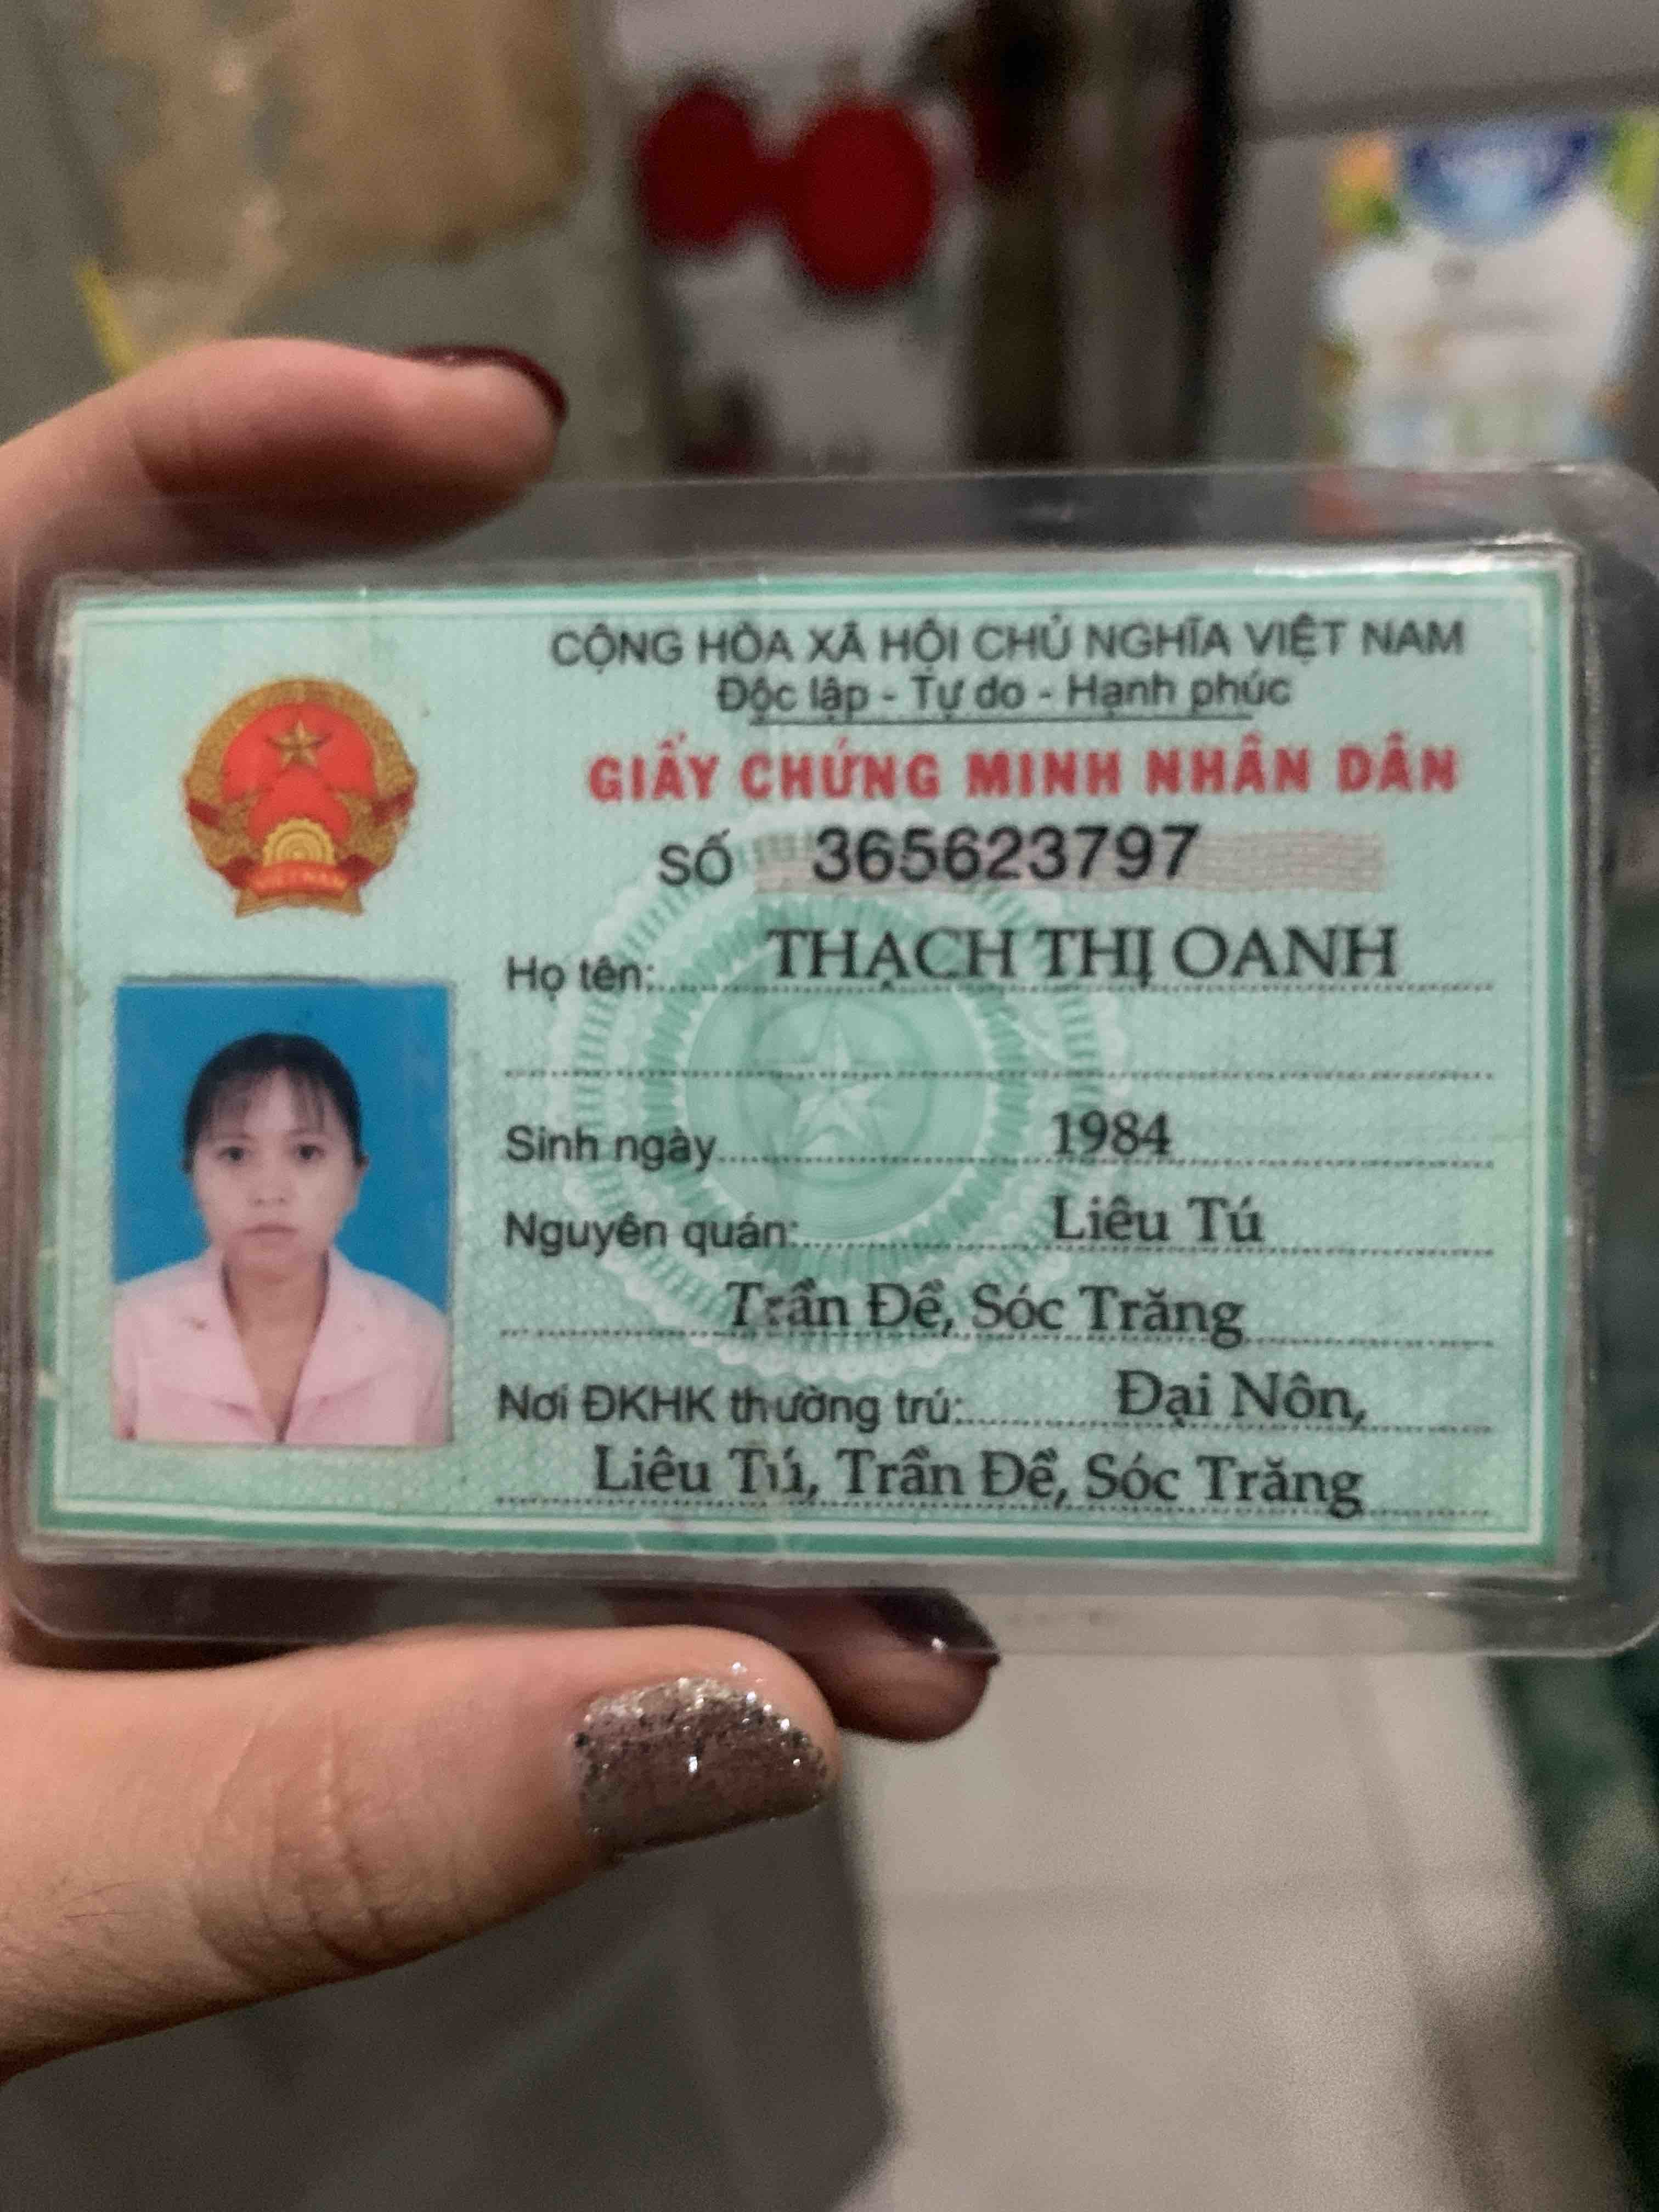 CỘNG HÒA XÃ HỘI CHỦ NGHĨA VIỆT NAM
Độc lập - Tự do - Hạnh phúc
GIẤY CHỨNG MINH NHÂN DÂN
SỐ 365623797
Họ tên: THẠCH THỊ OANH
Sinh ngày 1984
Nguyên quán: Liêu Tú
Trần Đề, Sóc Trăng
Nơi ĐKHK thường trú: Đại Nôn,
Liêu Tú, Trần Đề, Sóc Trăng
VIỆT NAM